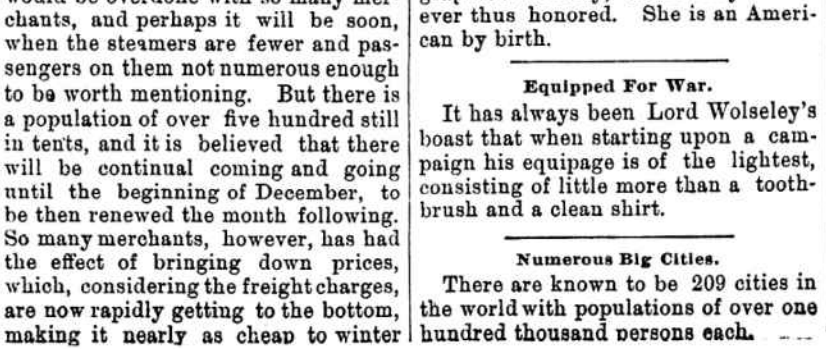 would be overdone with so many mer-
chants, and perhaps it will be soon,
when the steamers are fewer and pas-
sengers on them not numerous enough
to be worth mentioning. But there is
a population of over five hundred still
in tents, and it is believed that there
will be continual coming and going
until the beginning of December, to
be then renewed the month following.
So many merchants, however, has had
the effect of bringing down prices,
which, considering the freight charges,
are now rapidly getting to the bottom,
making it nearly as cheap to winter
ever thus honored. She is an Ameri-
can by birth.
Equipped For War.
It has always been Lord Wolseley's
boast that when starting upon a cam-
paign his equipage is of the lightest,
consisting of little more than a tooth-
brush and a clean shirt.
Numerous Big Cities.
There are known to be 209 cities in
the world with populations of over one
hundred thousand persons each.